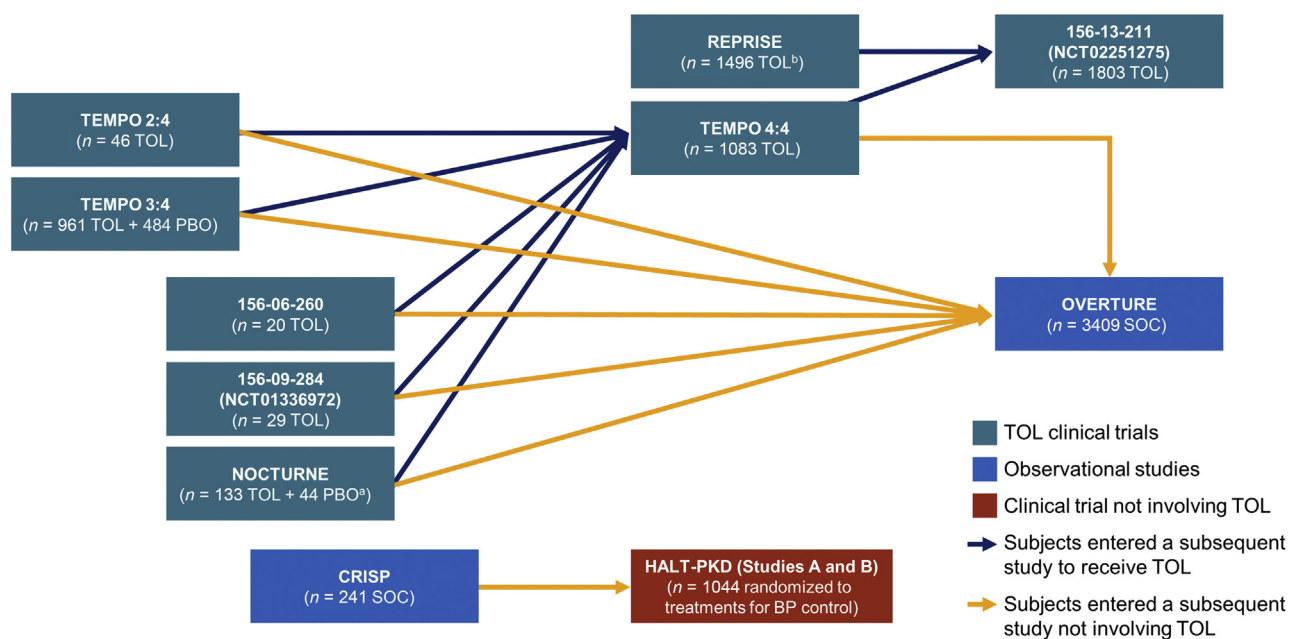 REPRISE
(n = 1496 TOLᵇ)
156-13-211
(NCT02251275)
(n = 1803 TOL)
TEMPO 2:4
(n = 46 TOL)
TEMPO 4:4
(n = 1083 TOL)
TEMPO 3:4
(n = 961 TOL + 484 PBO)
156-06-260
(n = 20 TOL)
OVERTURE
(n = 3409 SOC)
156-09-284
(NCT01336972)
(n = 29 TOL)
NOCTURNE
(n = 133 TOL + 44 PBOᵃ)
CRISP
(n = 241 SOC)
HALT-PKD (Studies A and B)
(n = 1044 randomized to
treatments for BP control)
TOL clinical trials
Observational studies
Clinical trial not involving TOL
Subjects entered a subsequent
study to receive TOL
Subjects entered a subsequent
study not involving TOL